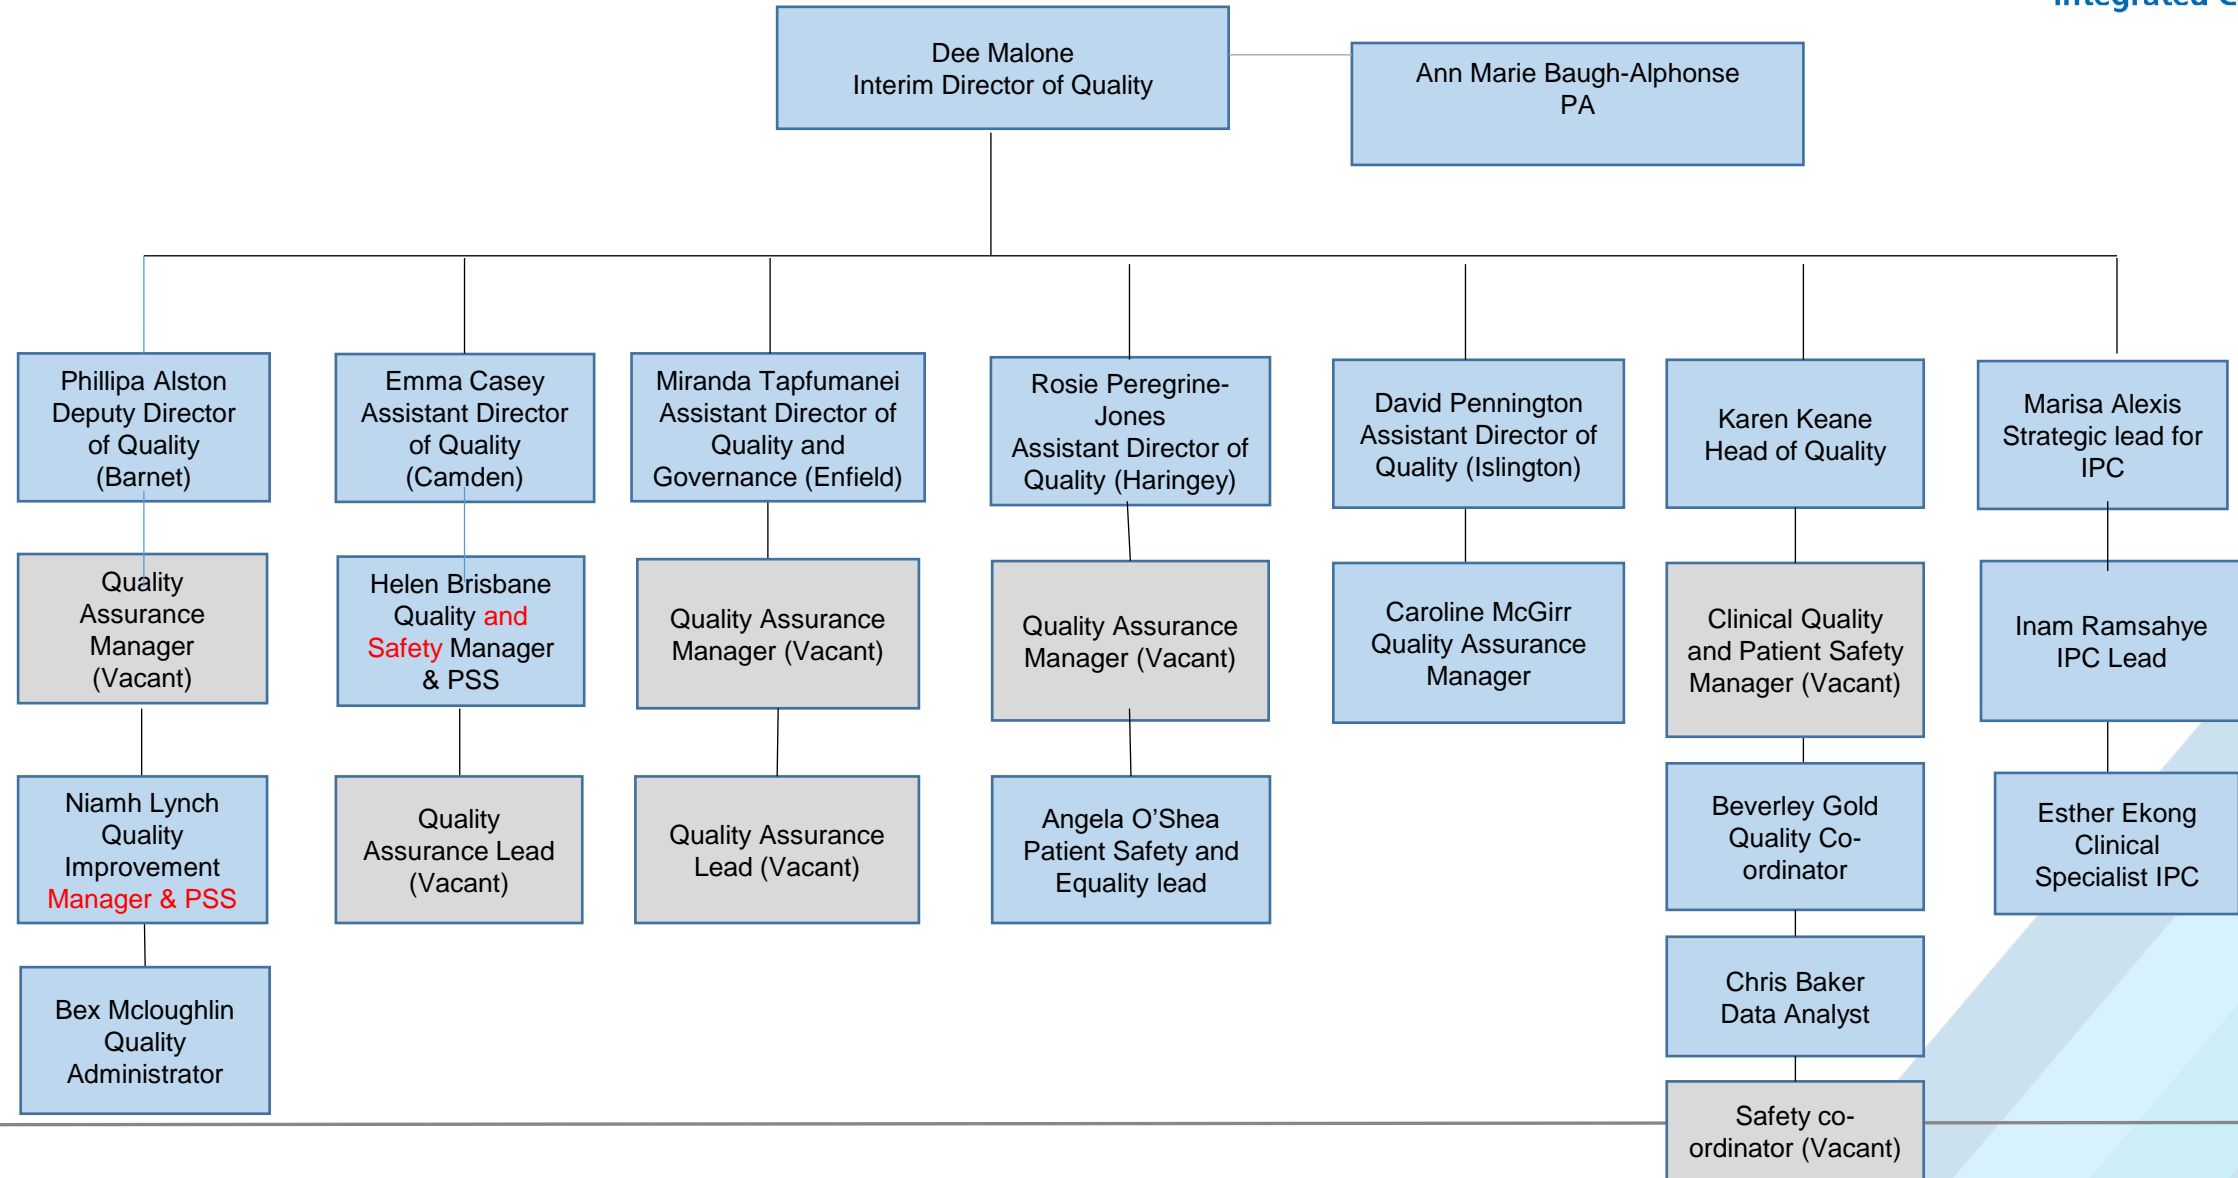 Integrated C
Dee Malone
Interim Director of Quality
Ann Marie Baugh-Alphonse
PA
Phillipa Alston
Deputy Director
of Quality
(Barnet)
Emma Casey
Assistant Director
of Quality
(Camden)
Miranda Tapfumanei
Assistant Director of
Quality and
Governance (Enfield)
Rosie Peregrine-
Jones
Assistant Director of
Quality (Haringey)
David Pennington
Assistant Director of
Quality (Islington)
Karen Keane
Head of Quality
Marisa Alexis
Strategic lead for
IPC
Quality
Assurance
Manager
(Vacant)
Helen Brisbane
Quality and
Safety Manager
& PSS
Quality Assurance
Manager (Vacant)
Quality Assurance
Manager (Vacant)
Caroline McGirr
Quality Assurance
Manager
Clinical Quality
and Patient Safety
Manager (Vacant)
Inam Ramsahye
IPC Lead
Niamh Lynch
Quality
Improvement
Manager & PSS
Quality
Assurance Lead
(Vacant)
Quality Assurance
Lead (Vacant)
Angela O’Shea
Patient Safety and
Equality lead
Beverley Gold
Quality Co-
ordinator
Esther Ekong
Clinical
Specialist IPC
Bex Mcloughlin
Quality
Administrator
Chris Baker
Data Analyst
Safety co-
ordinator (Vacant)